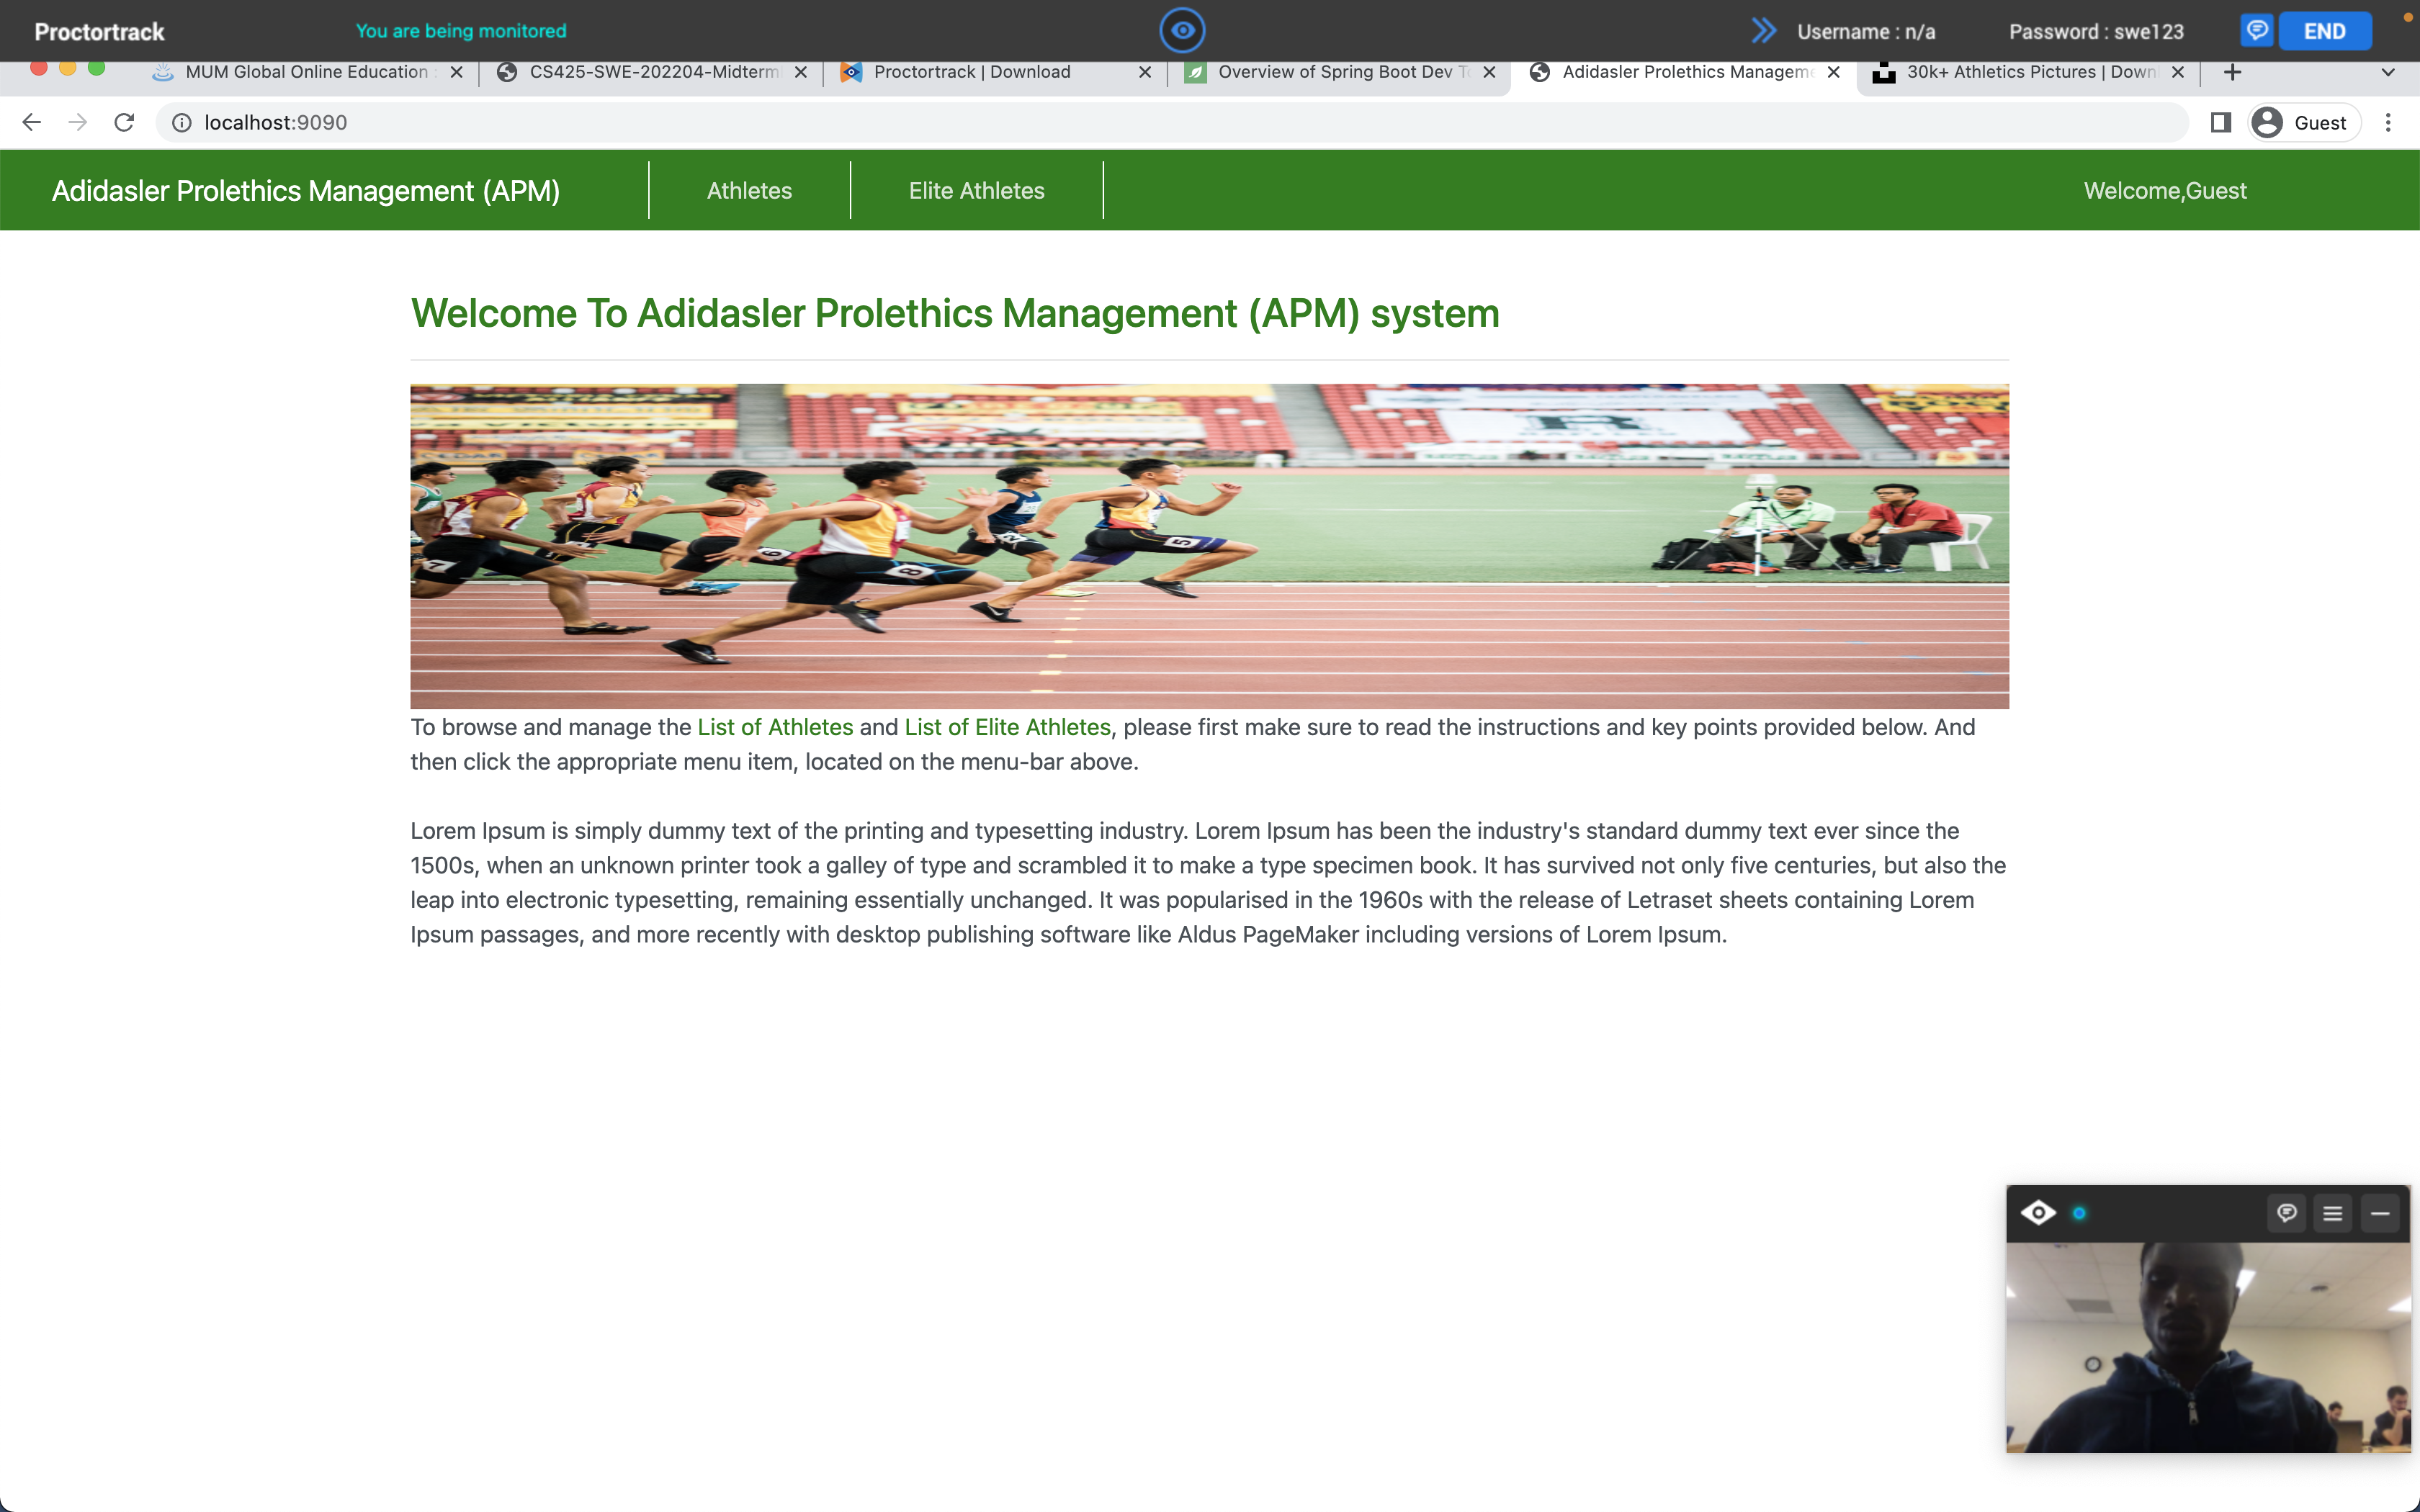 Proctortrack You are being monitored Username : n/a Password : swe123 END
MUM Global Online Education : CS425-SWE-202204-Midterm Proctortrack | Download Overview of Spring Boot Dev To Adidasler Prolethics Manageme 30k+ Athletics Pictures | Down
localhost:9090 Guest
Adidasler Prolethics Management (APM) Athletes Elite Athletes Welcome,Guest
Welcome To Adidasler Prolethics Management (APM) system
7 6 8 2 5
To browse and manage the List of Athletes and List of Elite Athletes, please first make sure to read the instructions and key points provided below. And
then click the appropriate menu item, located on the menu-bar above.
Lorem Ipsum is simply dummy text of the printing and typesetting industry. Lorem Ipsum has been the industry's standard dummy text ever since the
1500s, when an unknown printer took a galley of type and scrambled it to make a type specimen book. It has survived not only five centuries, but also the
leap into electronic typesetting, remaining essentially unchanged. It was popularised in the 1960s with the release of Letraset sheets containing Lorem
Ipsum passages, and more recently with desktop publishing software like Aldus PageMaker including versions of Lorem Ipsum.